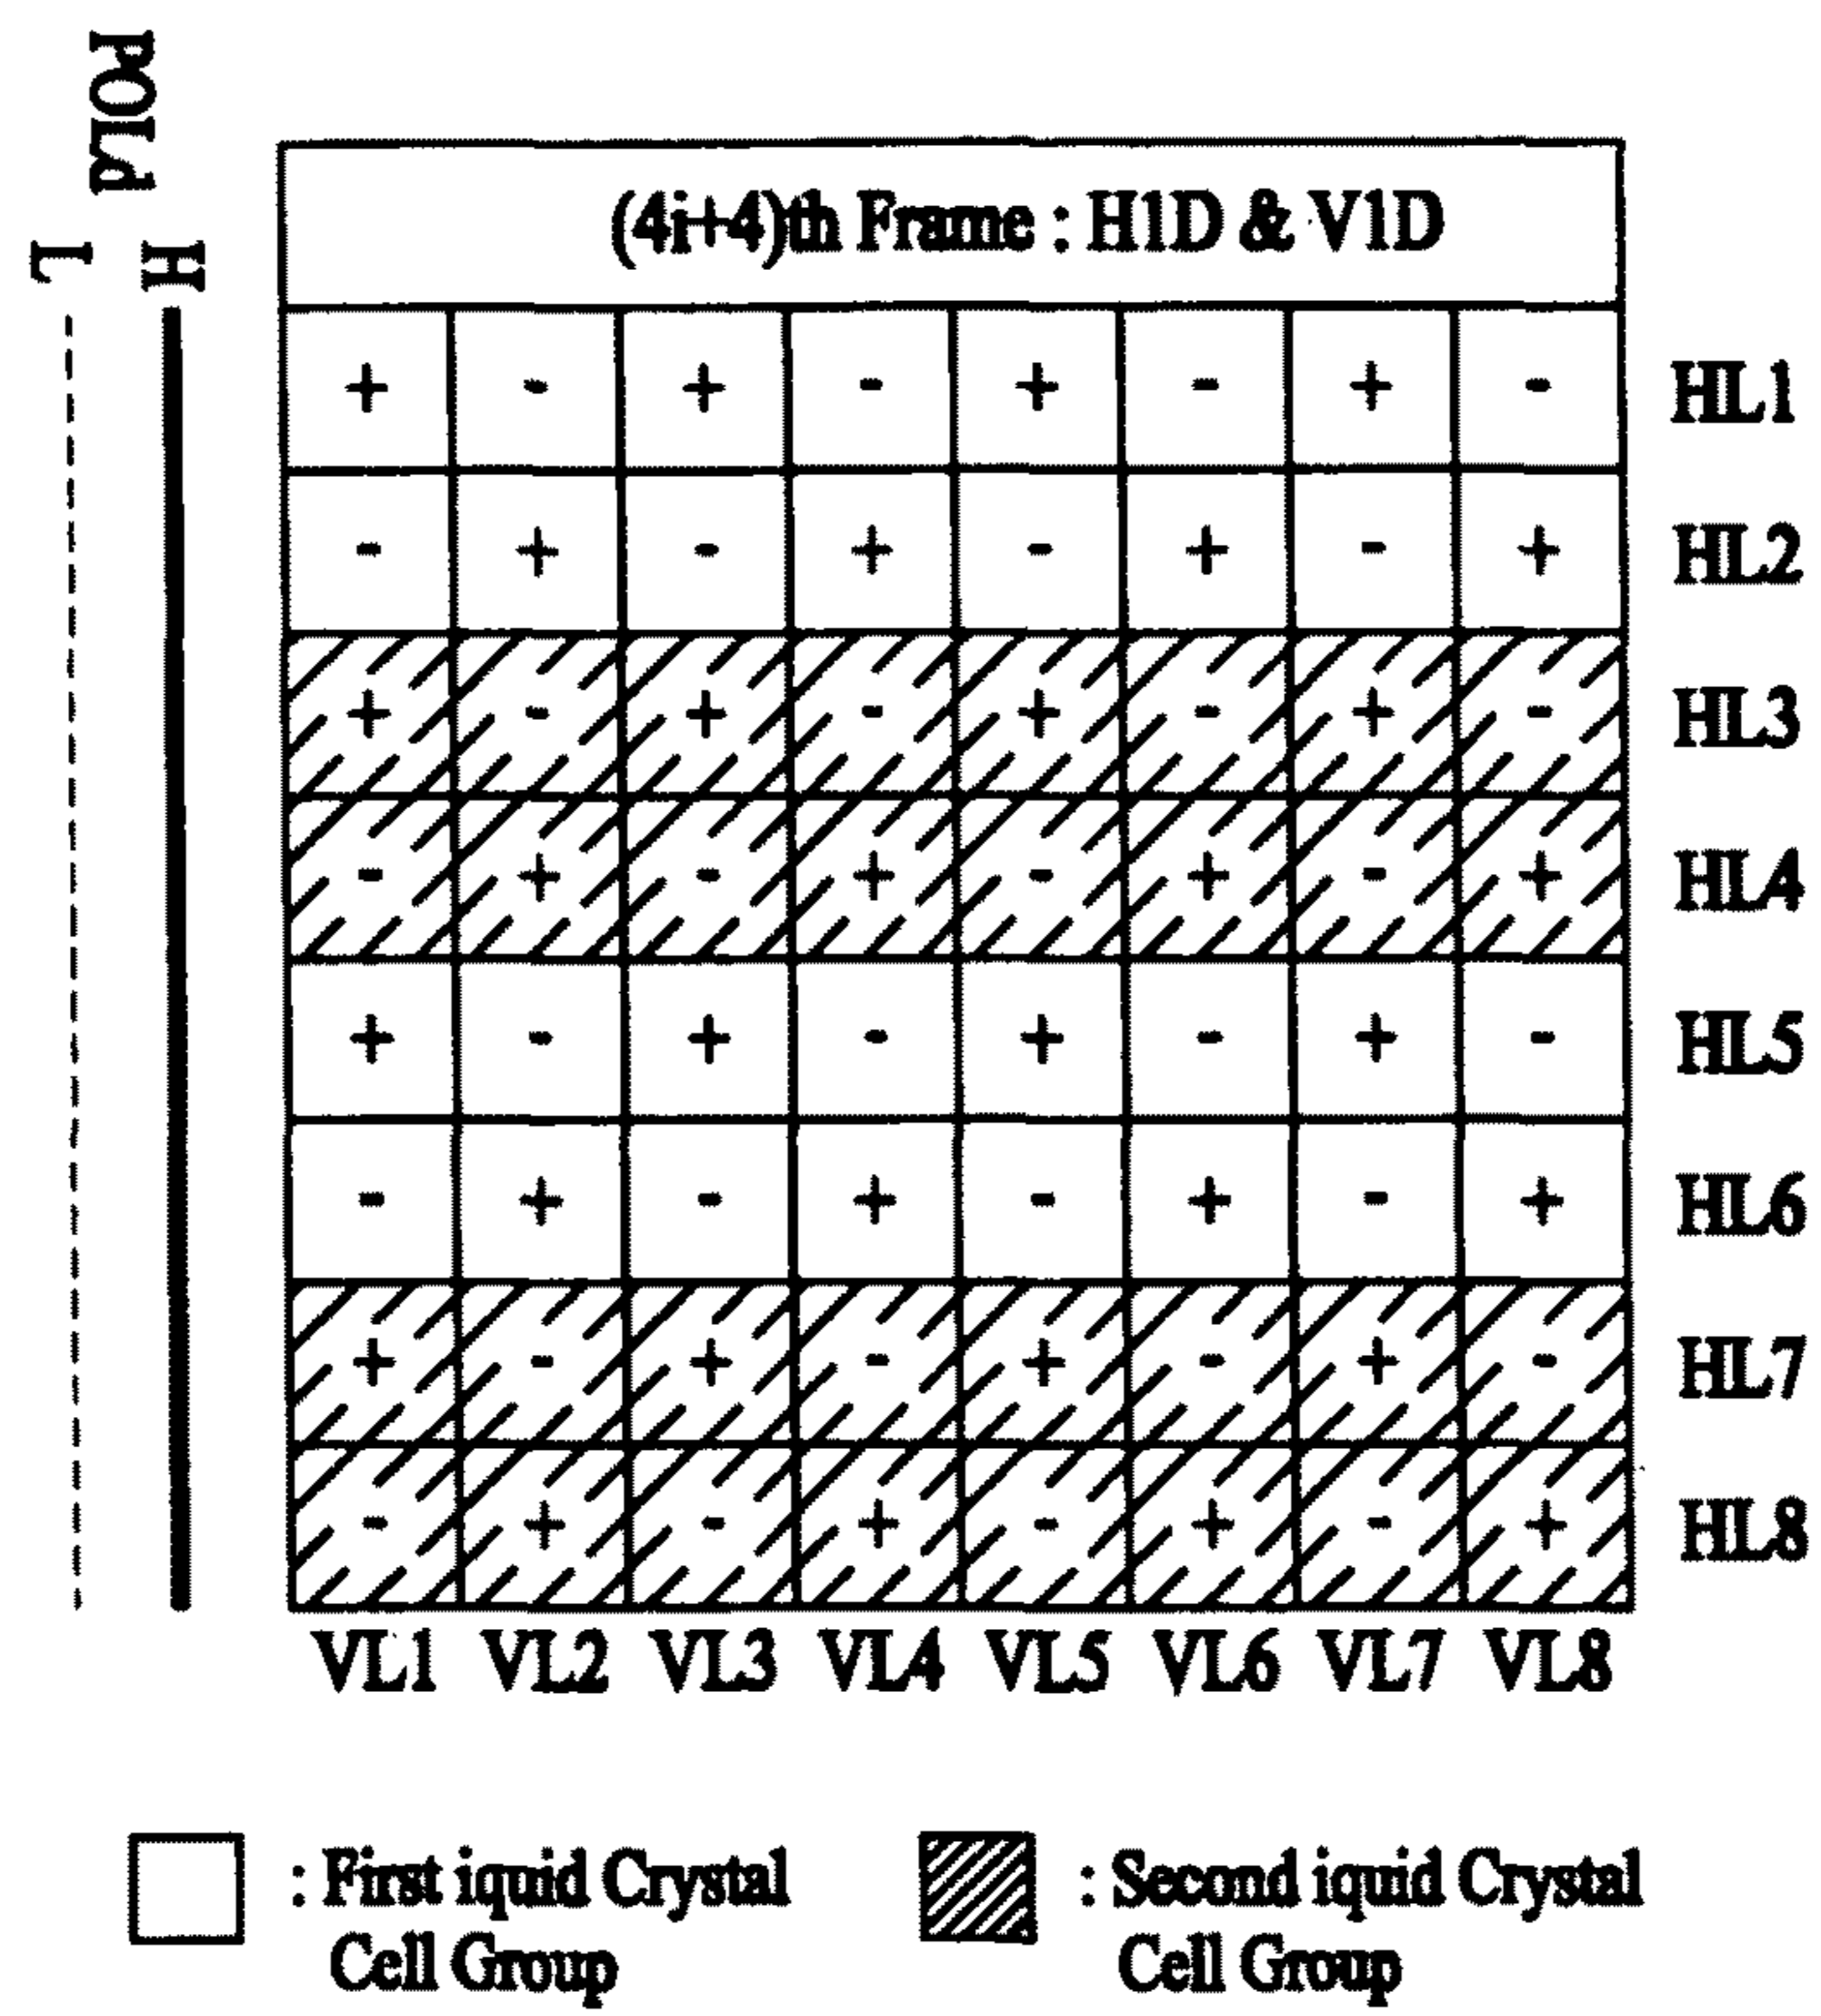 POLβ
L
H
(4i+4)th Frame : H1D & V1D
+ - + - + - + - HL1
- + - + - + - + HL2
+ - + - + - + - HL3
- + - + - + - + HL4
+ - + - + - + - HL5
- + - + - + - + HL6
+ - + - + - + - HL7
- + - + - + - + HL8
VL1 VL2 VL3 VL4 VL5 VL6 VL7 VL8
: First iquid Crystal
Cell Group
: Second iquid Crystal
Cell Group